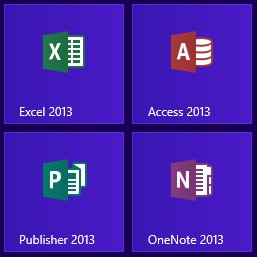 X
A
Excel 2013
Access 2013
P
N
Publisher 2013
OneNote 2013